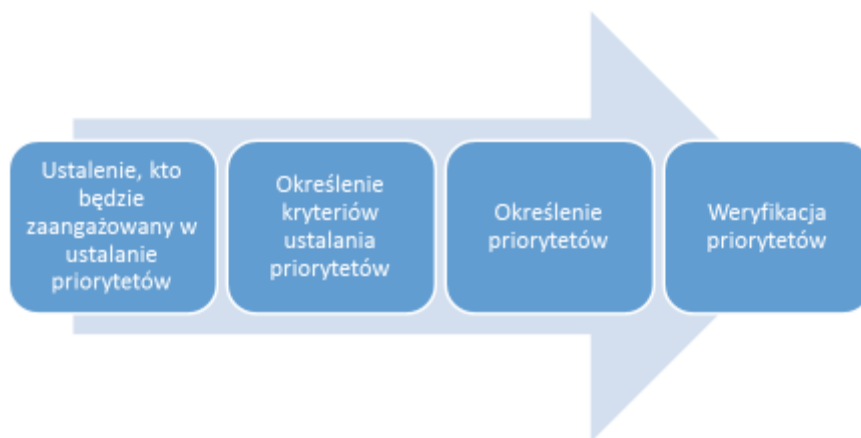 Ustalenie, kto
będzie
zaangażowany w
ustalanie
priorytetów
Określenie
kryteriów
ustalania
priorytetów
Określenie
priorytetów
Weryfikacja
priorytetów